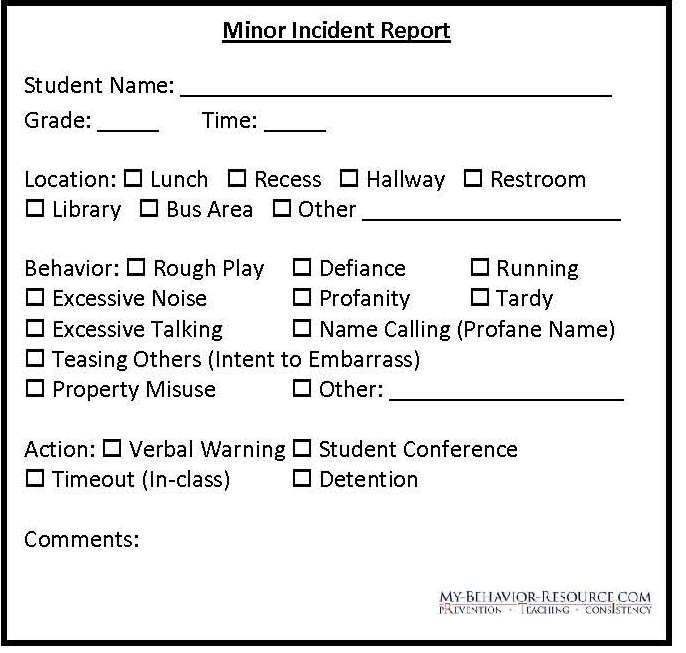 Minor Incident Report
Student Name: ___________________________________
Grade: _____ Time: _____
Location: ☐ Lunch ☐ Recess ☐ Hallway ☐ Restroom
☐ Library ☐ Bus Area ☐ Other _____________________
Behavior: ☐ Rough Play ☐ Defiance ☐ Running
☐ Excessive Noise ☐ Profanity ☐ Tardy
☐ Excessive Talking ☐ Name Calling (Profane Name)
☐ Teasing Others (Intent to Embarrass)
☐ Property Misuse ☐ Other: ___________________
Action: ☐ Verbal Warning ☐ Student Conference
☐ Timeout (In-class) ☐ Detention
Comments:
MY-BEHAVIOR-RESOURCE.COM
PREVENTION · TEACHING · CONSISTENCY